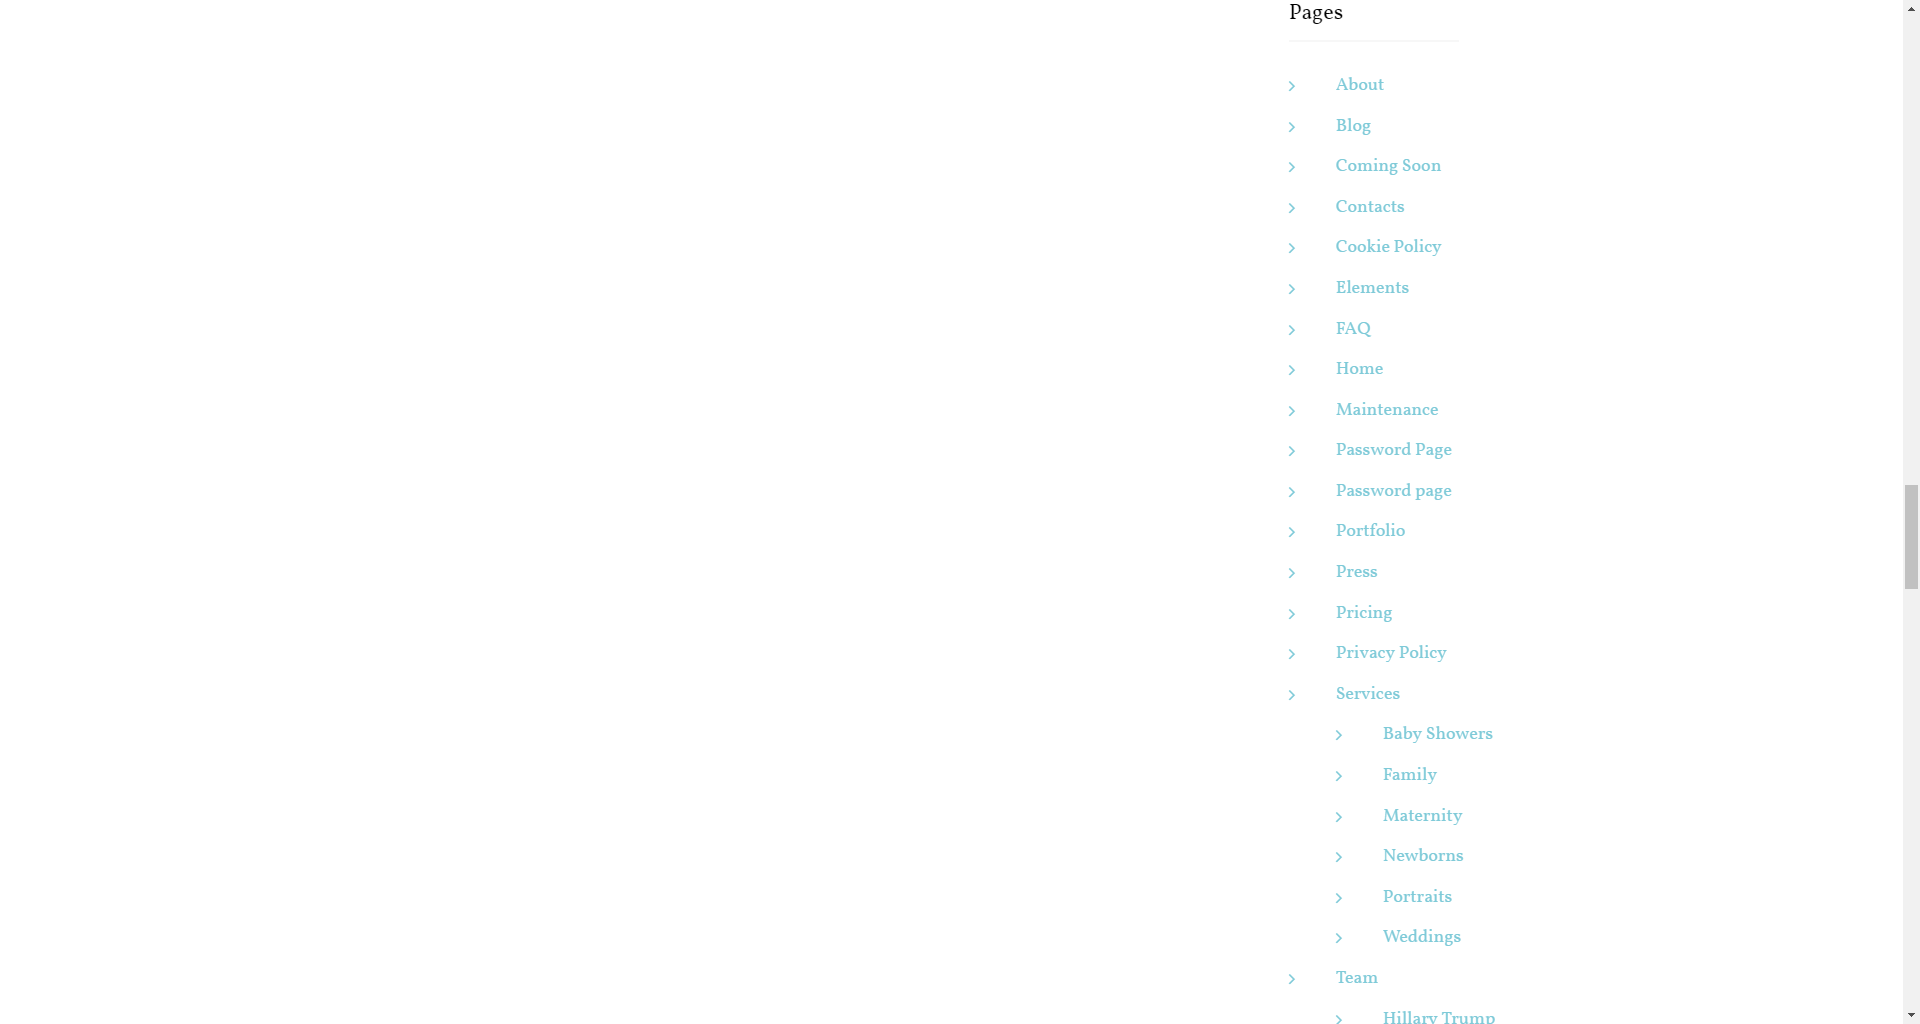 Pages
About
Blog
Coming Soon
Contacts
Cookie Policy
Elements
FAQ
Home
Maintenance
Password Page
Password page
Portfolio
Press
Pricing
Privacy Policy
Services
Baby Showers
Family
Maternity
Newborns
Portraits
Weddings
Team
Hillary Trump